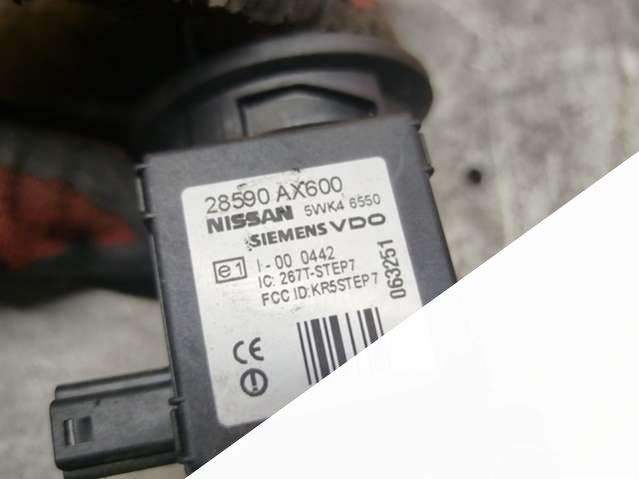 28590 AX600
NISSAN 5WK4 6550
SIEMENS VDO
e1 I-00 0442
IC: 267T-STEP7
FCC ID:KR5STEP7
063251
CE